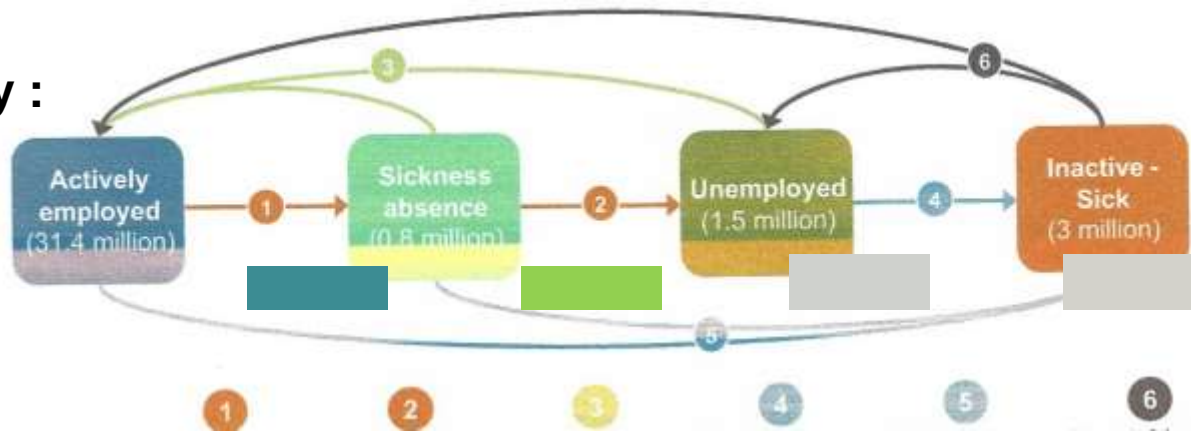 y :
3
6
Actively
employed
(31.4 million)
1
Sickness
absence
(0.8 million)
2
Unemployed
(1.5 million)
4
Inactive -
Sick
(3 million)
5
1
2
3
4
5
6